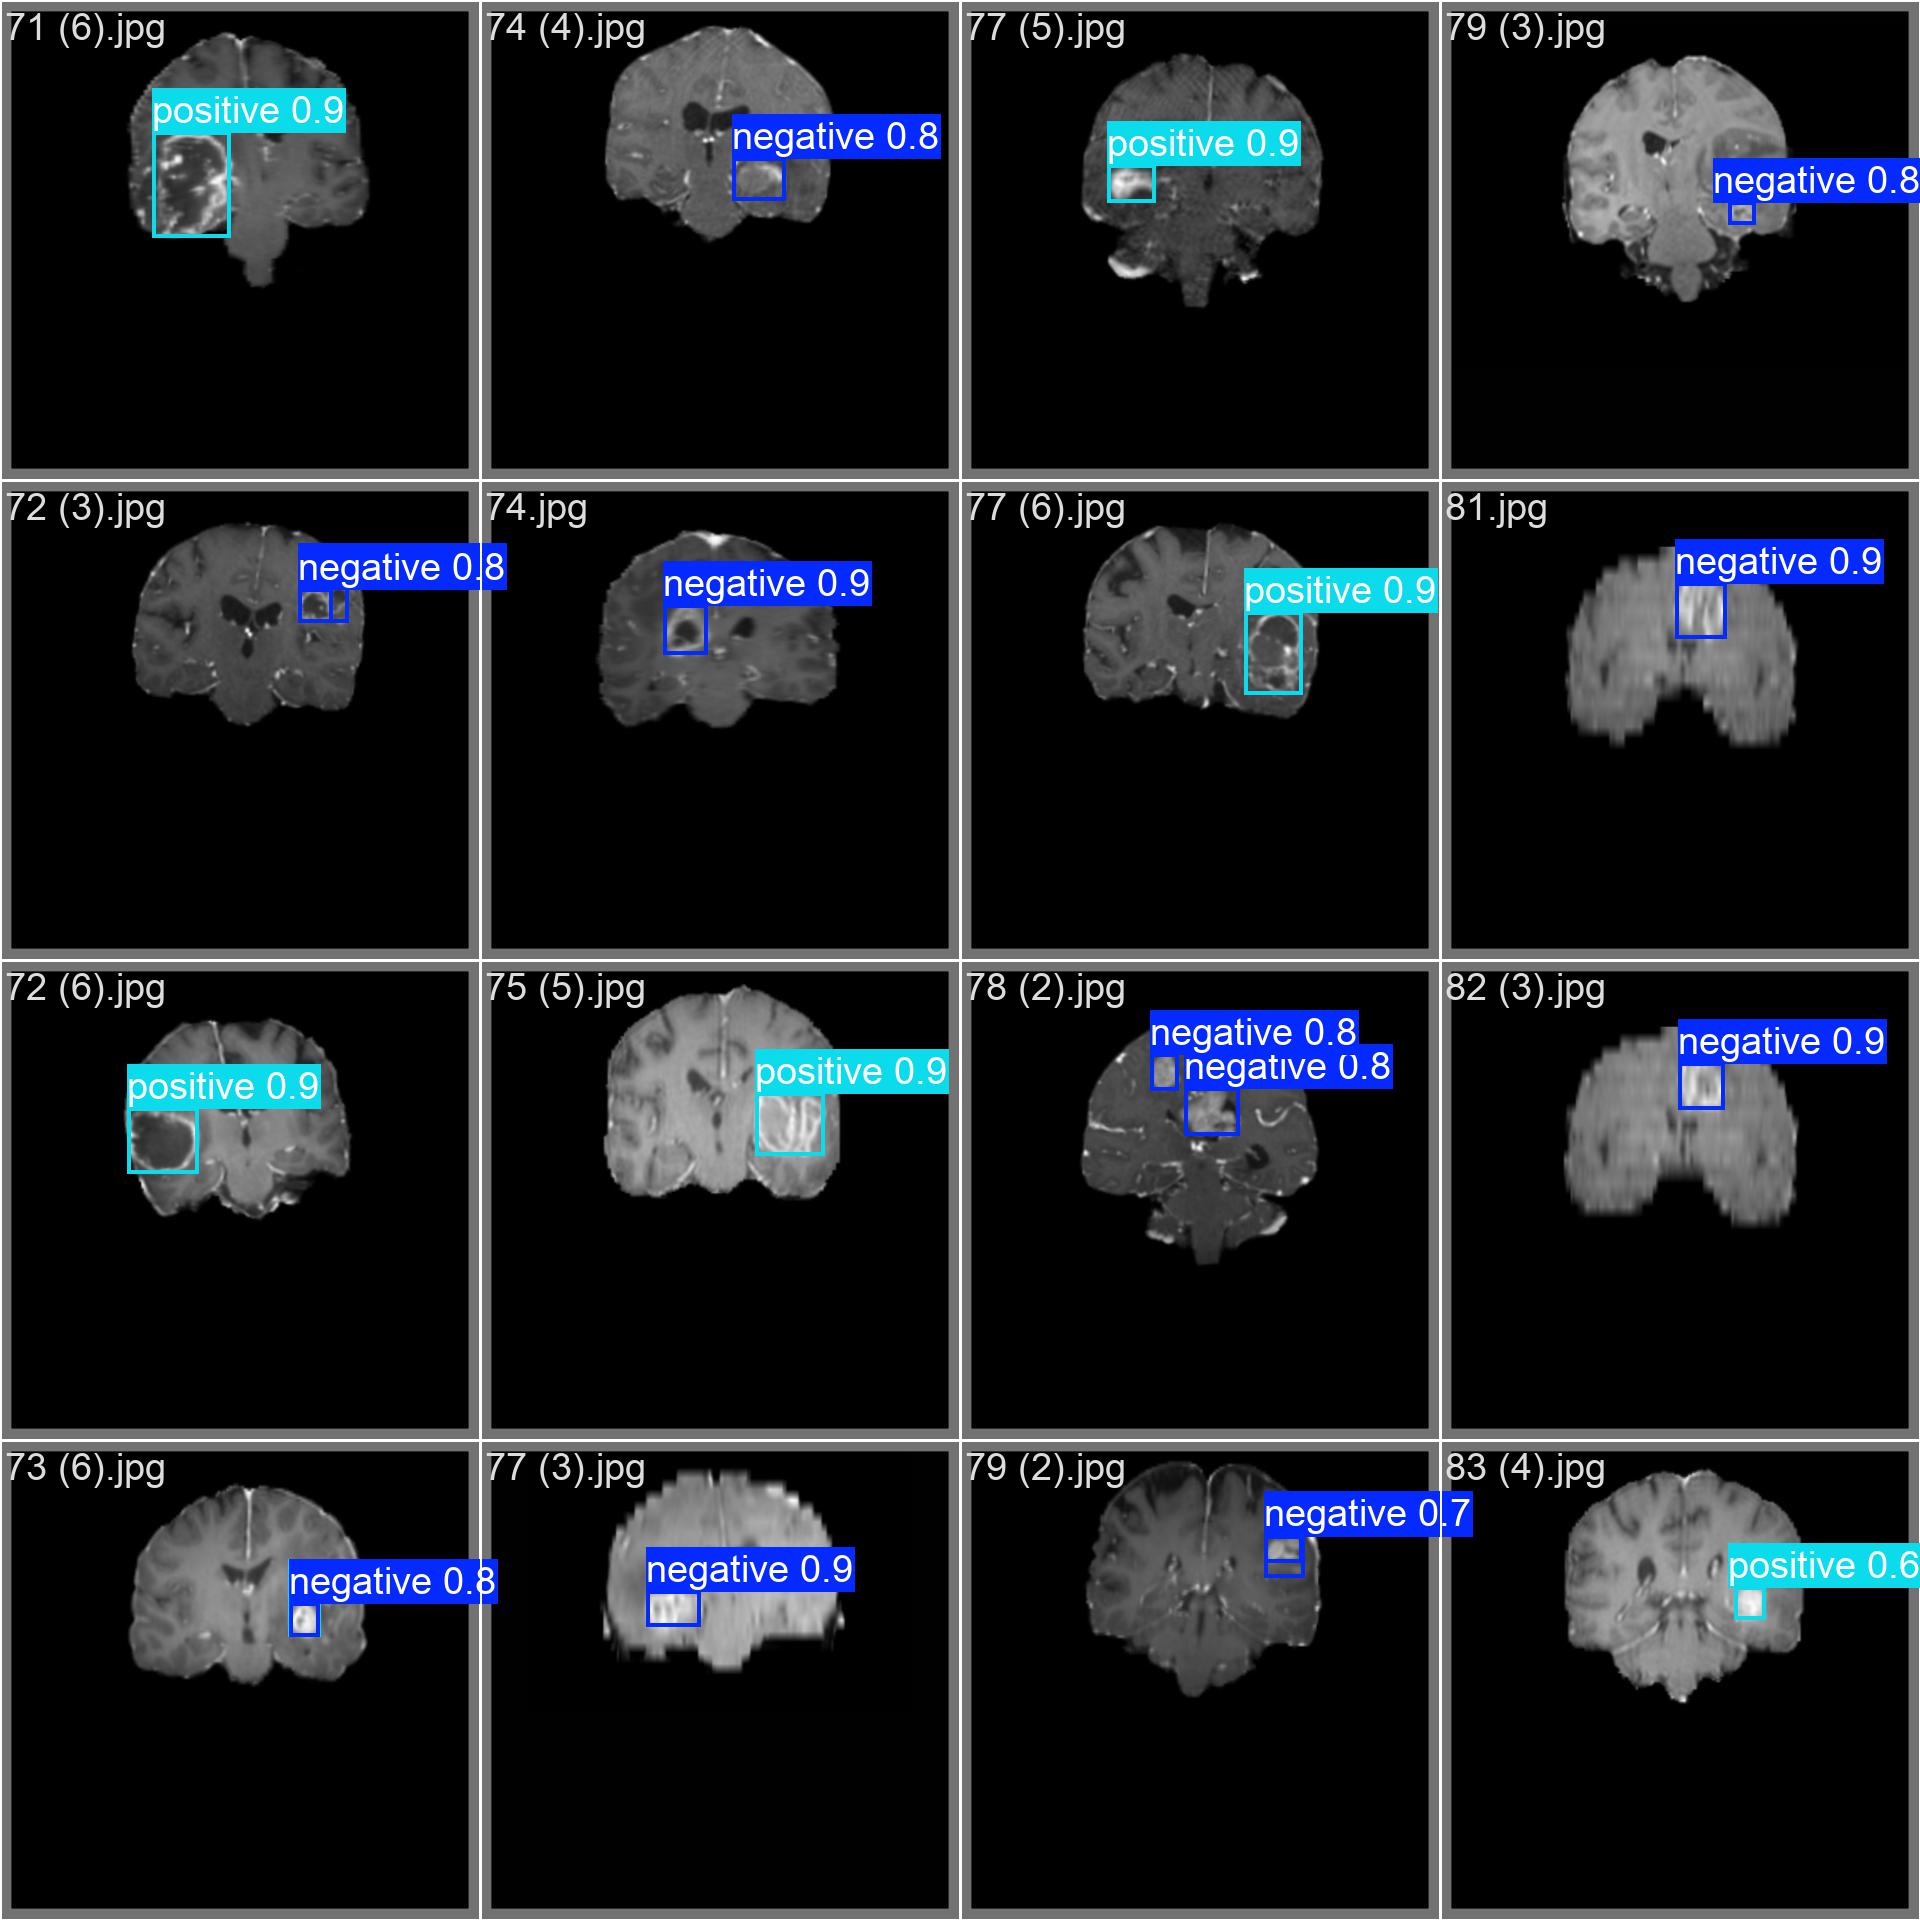 71 (6).jpg
positive 0.9
74 (4).jpg
negative 0.8
77 (5).jpg
positive 0.9
79 (3).jpg
negative 0.8
72 (3).jpg
negative 0.8
74.jpg
negative 0.9
77 (6).jpg
positive 0.9
81.jpg
negative 0.9
72 (6).jpg
positive 0.9
75 (5).jpg
positive 0.9
78 (2).jpg
negative 0.8
negative 0.8
82 (3).jpg
negative 0.9
73 (6).jpg
negative 0.8
77 (3).jpg
negative 0.9
79 (2).jpg
negative 0.7
83 (4).jpg
positive 0.6